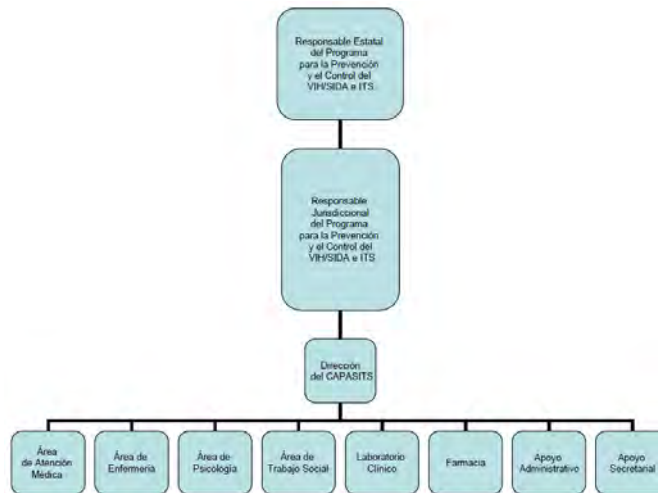 Responsable Estatal
del Programa
para la Prevención
y el Control del
VIH/SIDA e ITS
Responsable
Jurisdiccional
del Programa
para la Prevención
y el Control del
VIH/SIDA e ITS
Dirección
del CAPASITS
Área
de Atención
Médica
Área de
Enfermería
Área de
Psicología
Área de
Trabajo Social
Laboratorio
Clínico
Farmacia
Apoyo
Administrativo
Apoyo
Secretarial